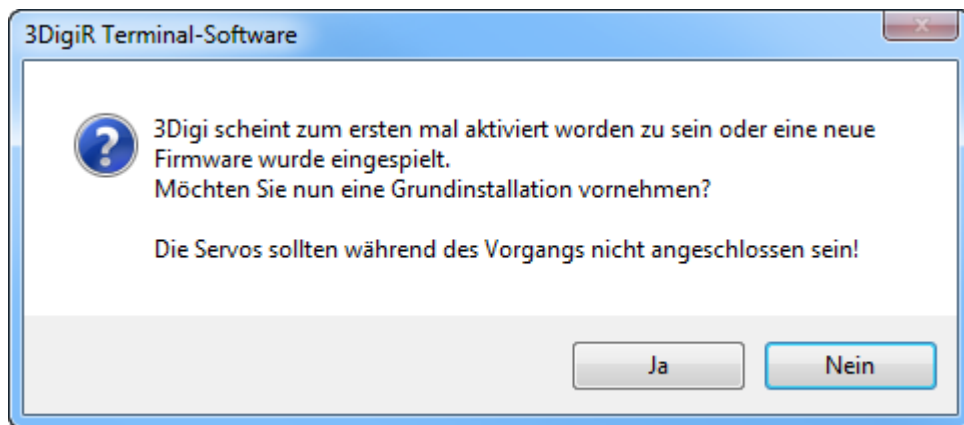 3DigiR Terminal-Software
3Digi scheint zum ersten mal aktiviert worden zu sein oder eine neue
Firmware wurde eingespielt.
Möchten Sie nun eine Grundinstallation vornehmen?
Die Servos sollten während des Vorgangs nicht angeschlossen sein!
Ja
Nein